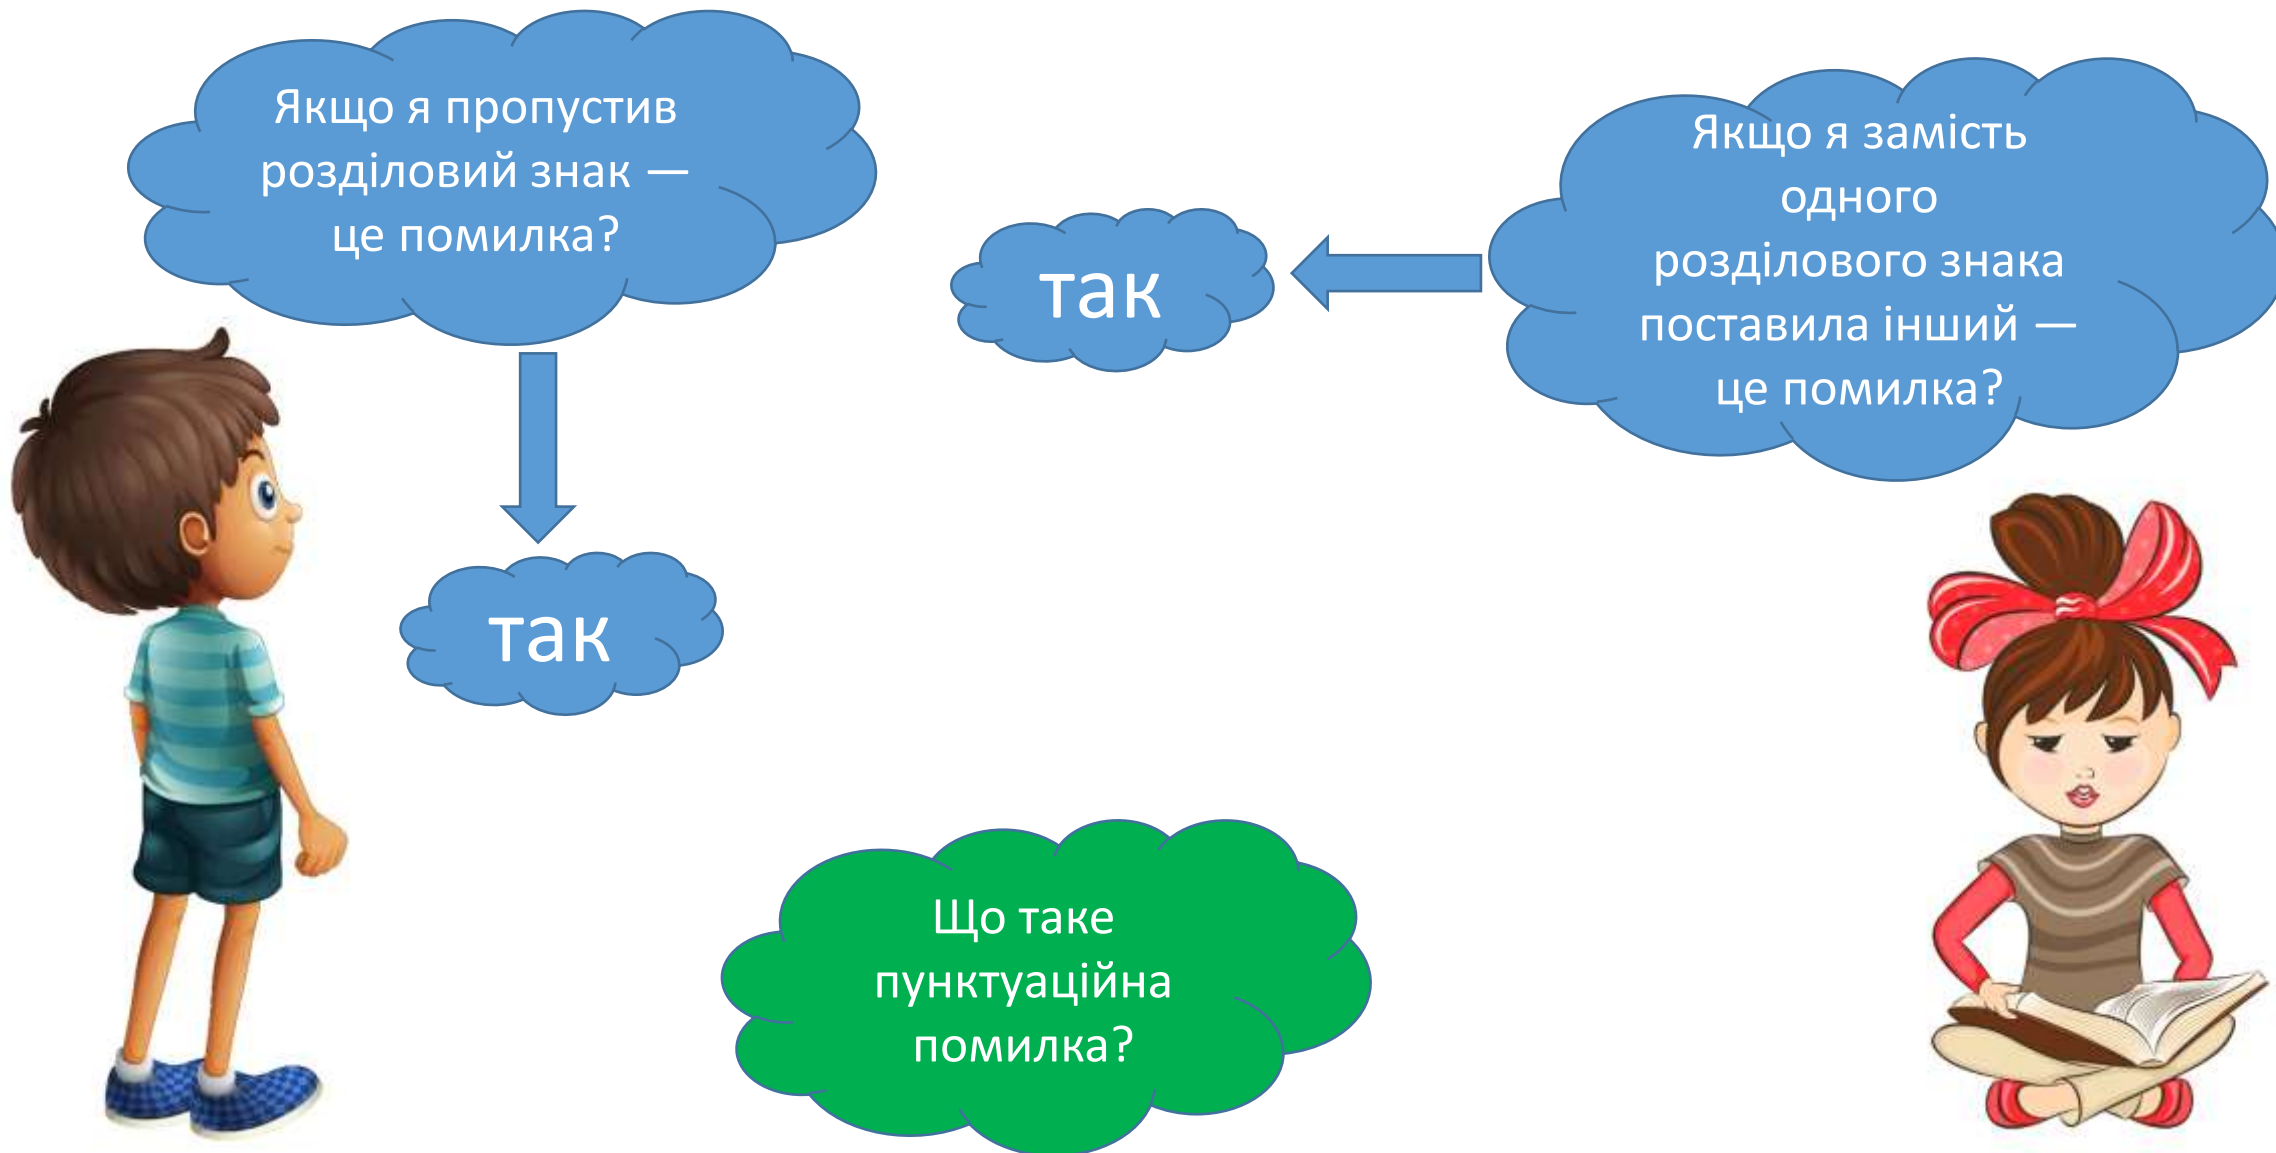 Якщо я пропустив
розділовий знак —
це помилка?
так
Якщо я замість
одного
розділового знака
поставила інший —
це помилка?
так
Що таке
пунктуаційна
помилка?